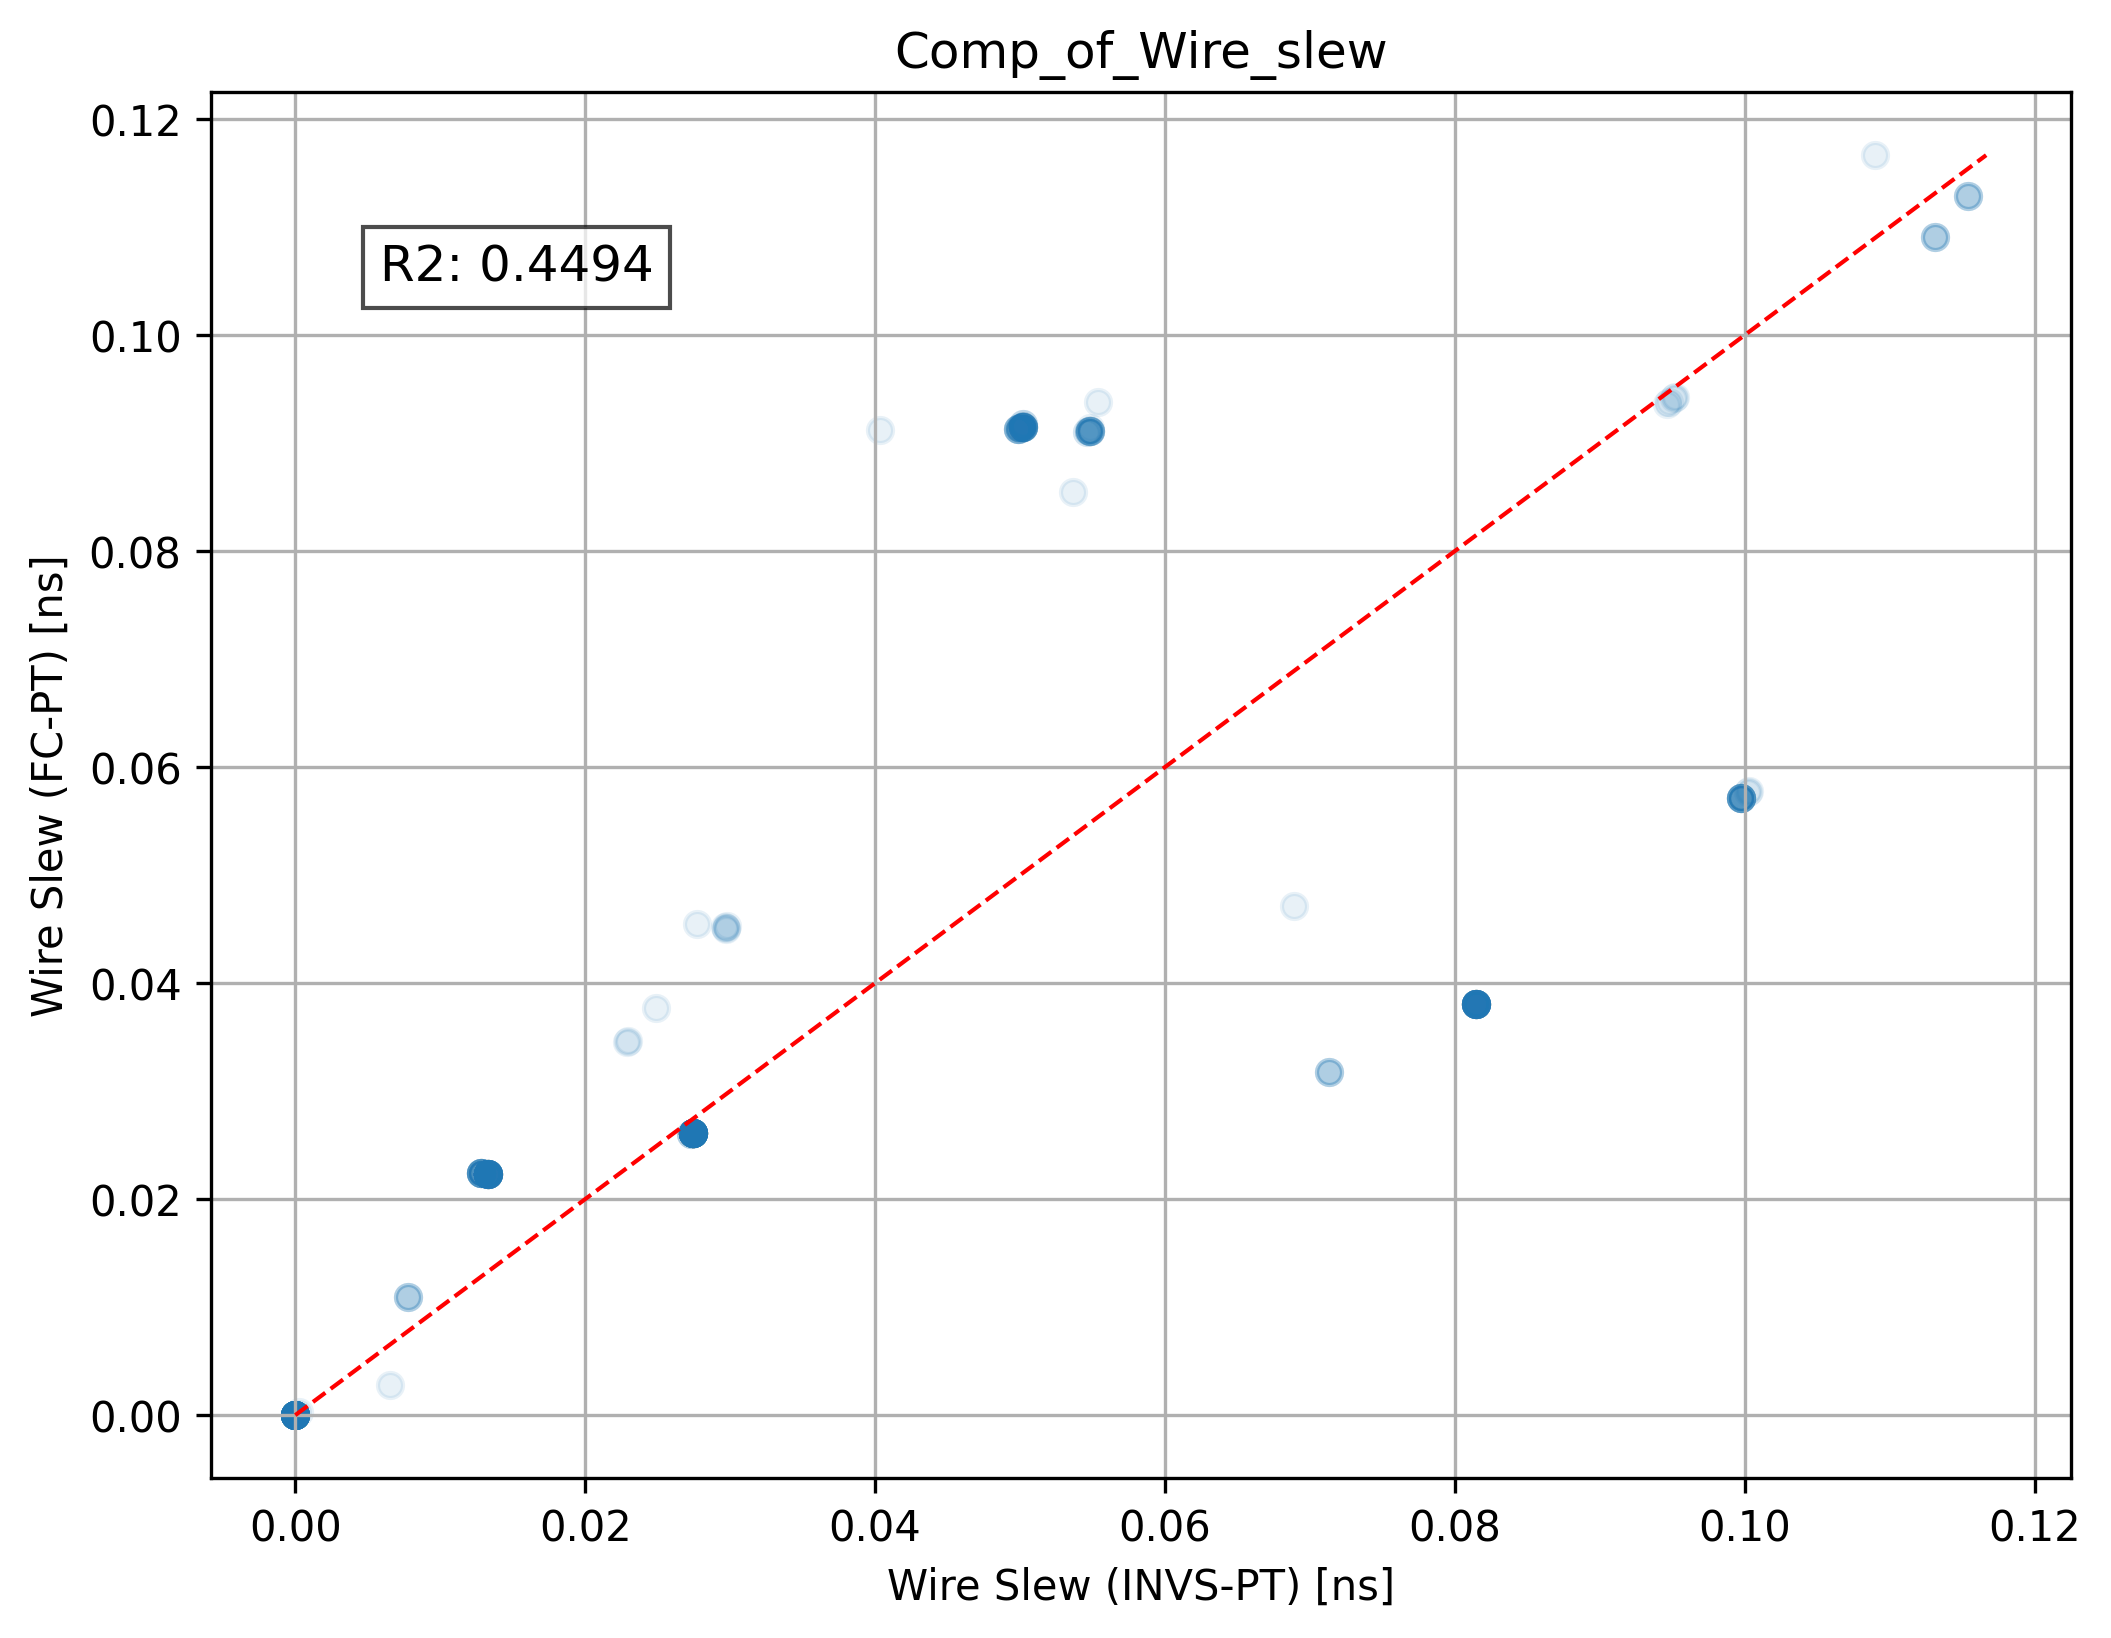 Comp_of_Wire_slew
R2: 0.4494
Wire Slew (FC-PT) [ns]
0.12
0.10
0.08
0.06
0.04
0.02
0.00
0.00 0.02 0.04 0.06 0.08 0.10 0.12
Wire Slew (INVS-PT) [ns]